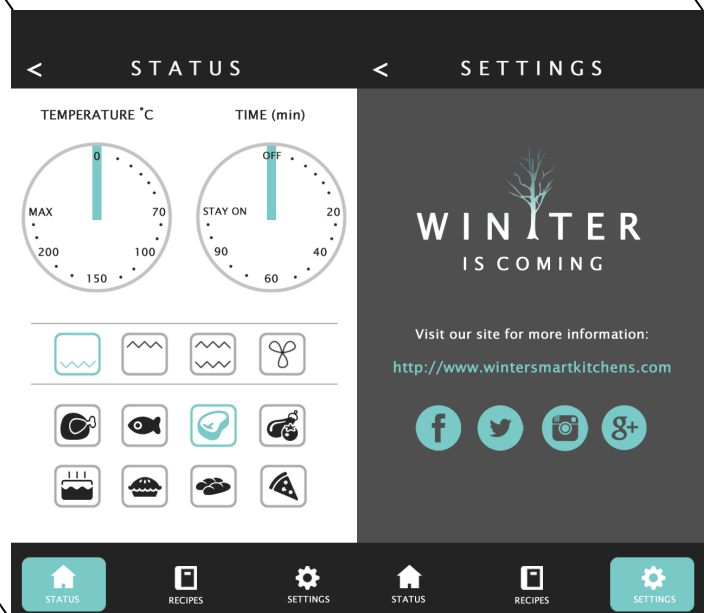 < STATUS
TEMPERATURE °C
TIME (min)
0
70
100
150
200
MAX
OFF
20
40
60
90
STAY ON
STATUS
RECIPES
SETTINGS
< SETTINGS
WINTER
IS COMING
Visit our site for more information:
http://www.wintersmartkitchens.com
f
g+
STATUS
RECIPES
SETTINGS